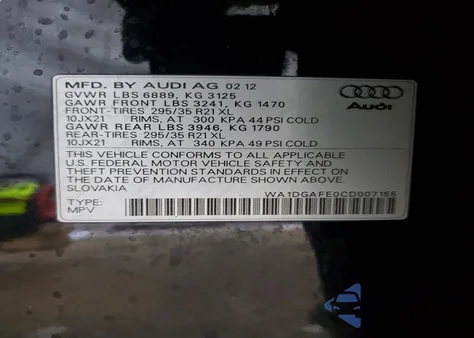 MFD. BY AUDI AG 02 12
GVWR LBS 6889, KG 3125
GAWR FRONT LBS 3241, KG 1470
FRONT-TIRES 295/35 R21 XL
10JX21 RIMS, AT 300 KPA 44 PSI COLD
GAWR REAR LBS 3946, KG 1790
REAR-TIRES 295/35 R21 XL
10JX21 RIMS, AT 340 KPA 49 PSI COLD
Audi
THIS VEHICLE CONFORMS TO ALL APPLICABLE
U.S. FEDERAL MOTOR VEHICLE SAFETY AND
THEFT PREVENTION STANDARDS IN EFFECT ON
THE DATE OF MANUFACTURE SHOWN ABOVE.
SLOVAKIA
WA1DGAFE0CD007155
TYPE:
MPV